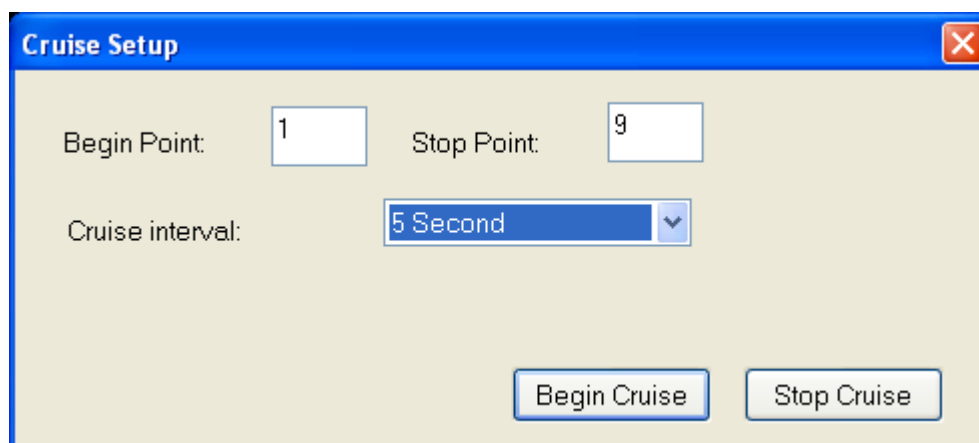 Cruise Setup
Begin Point: 1 Stop Point: 9
Cruise interval: 5 Second
Begin Cruise Stop Cruise